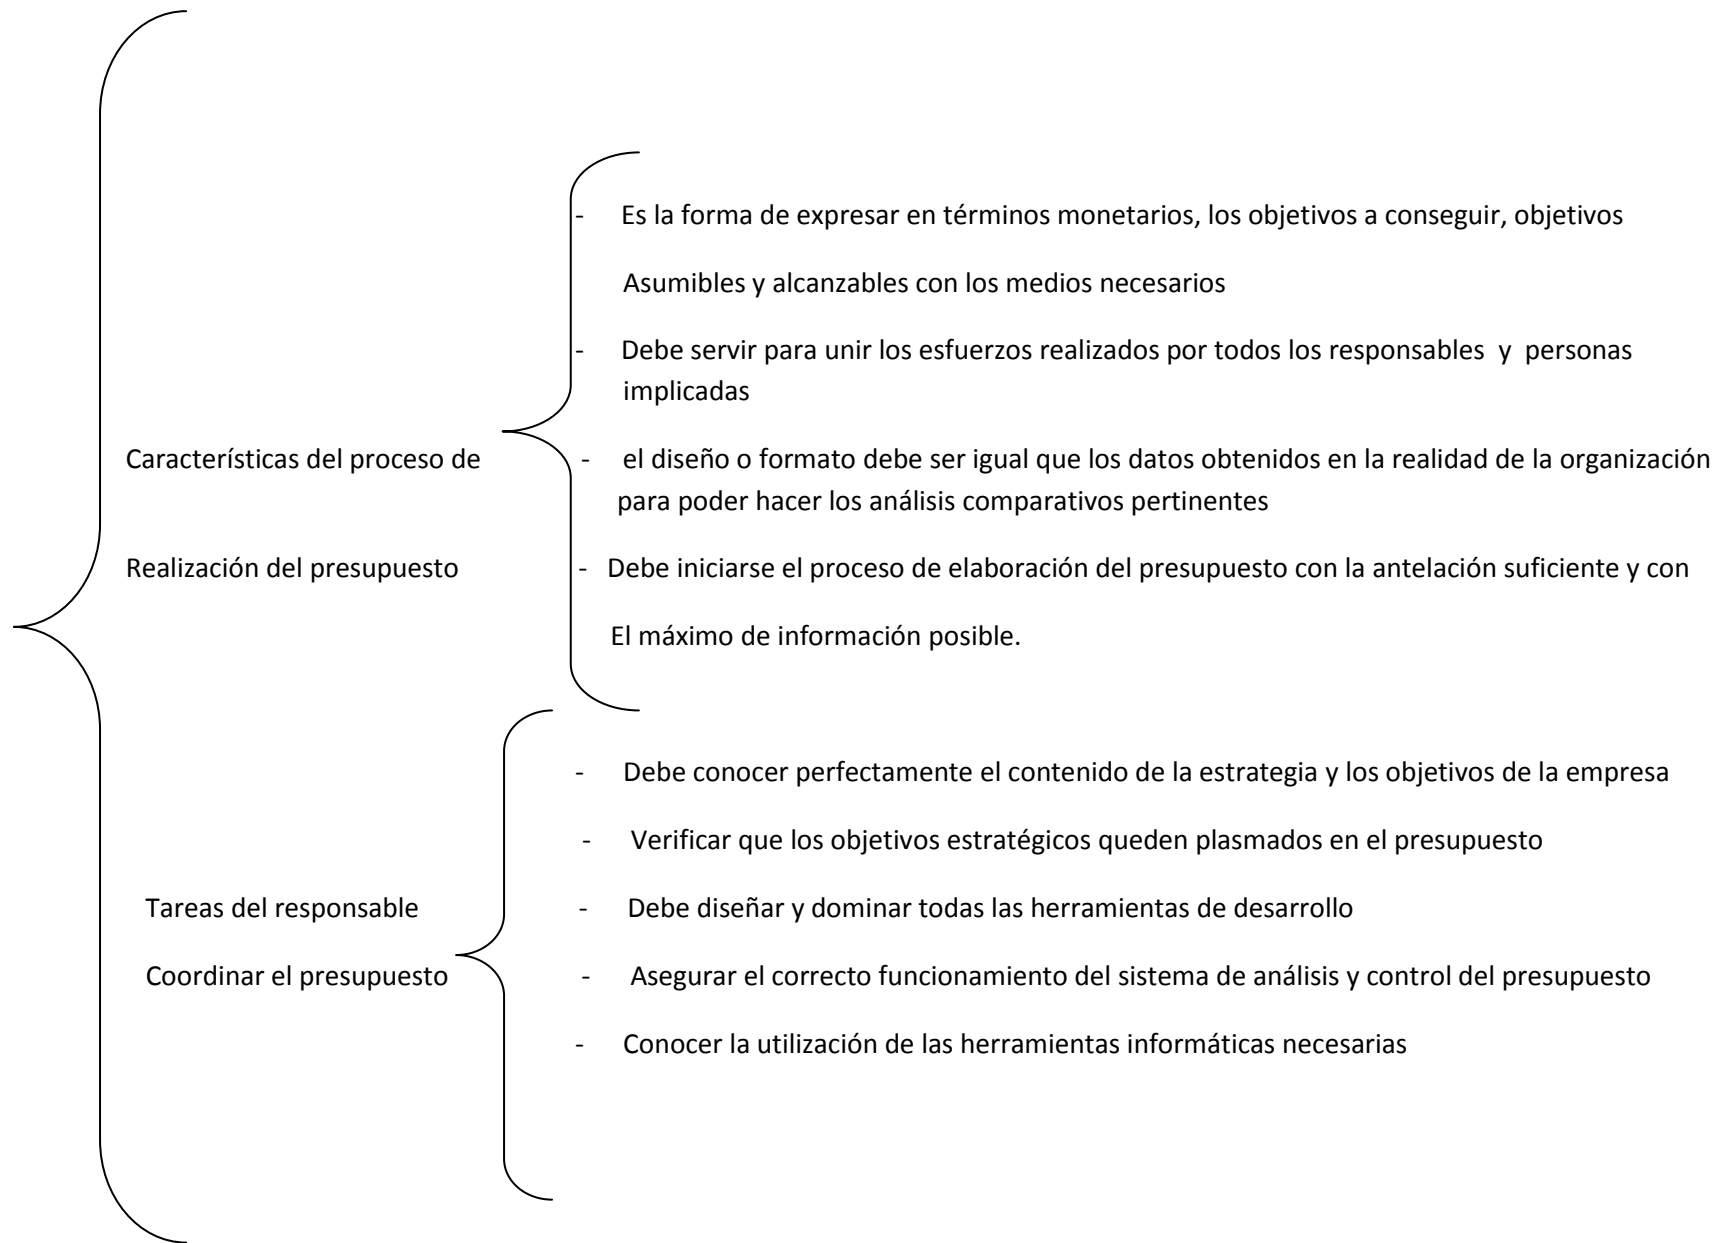 - Es la forma de expresar en términos monetarios, los objetivos a conseguir, objetivos
Asumibles y alcanzables con los medios necesarios
- Debe servir para unir los esfuerzos realizados por todos los responsables y personas
implicadas
Características del proceso de
- el diseño o formato debe ser igual que los datos obtenidos en la realidad de la organización
para poder hacer los análisis comparativos pertinentes
Realización del presupuesto
- Debe iniciarse el proceso de elaboración del presupuesto con la antelación suficiente y con
El máximo de información posible.
- Debe conocer perfectamente el contenido de la estrategia y los objetivos de la empresa
- Verificar que los objetivos estratégicos queden plasmados en el presupuesto
Tareas del responsable
- Debe diseñar y dominar todas las herramientas de desarrollo
Coordinar el presupuesto
- Asegurar el correcto funcionamiento del sistema de análisis y control del presupuesto
- Conocer la utilización de las herramientas informáticas necesarias